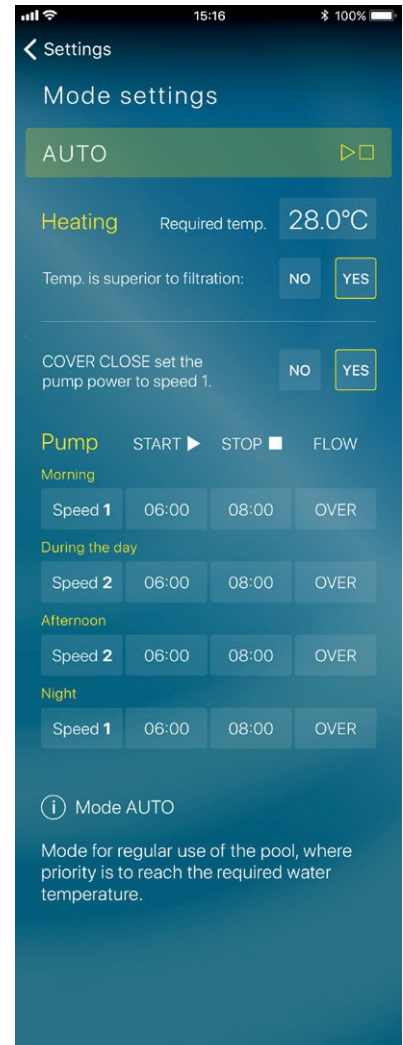 15:16 100%
Settings
Mode settings
AUTO
Heating Required temp. 28.0°C
Temp. is superior to filtration: NO YES
COVER CLOSE set the
pump power to speed 1. NO YES
Pump START STOP FLOW
Morning
Speed 1 06:00 08:00 OVER
During the day
Speed 2 06:00 08:00 OVER
Afternoon
Speed 2 06:00 08:00 OVER
Night
Speed 1 06:00 08:00 OVER
i Mode AUTO
Mode for regular use of the pool, where
priority is to reach the required water
temperature.